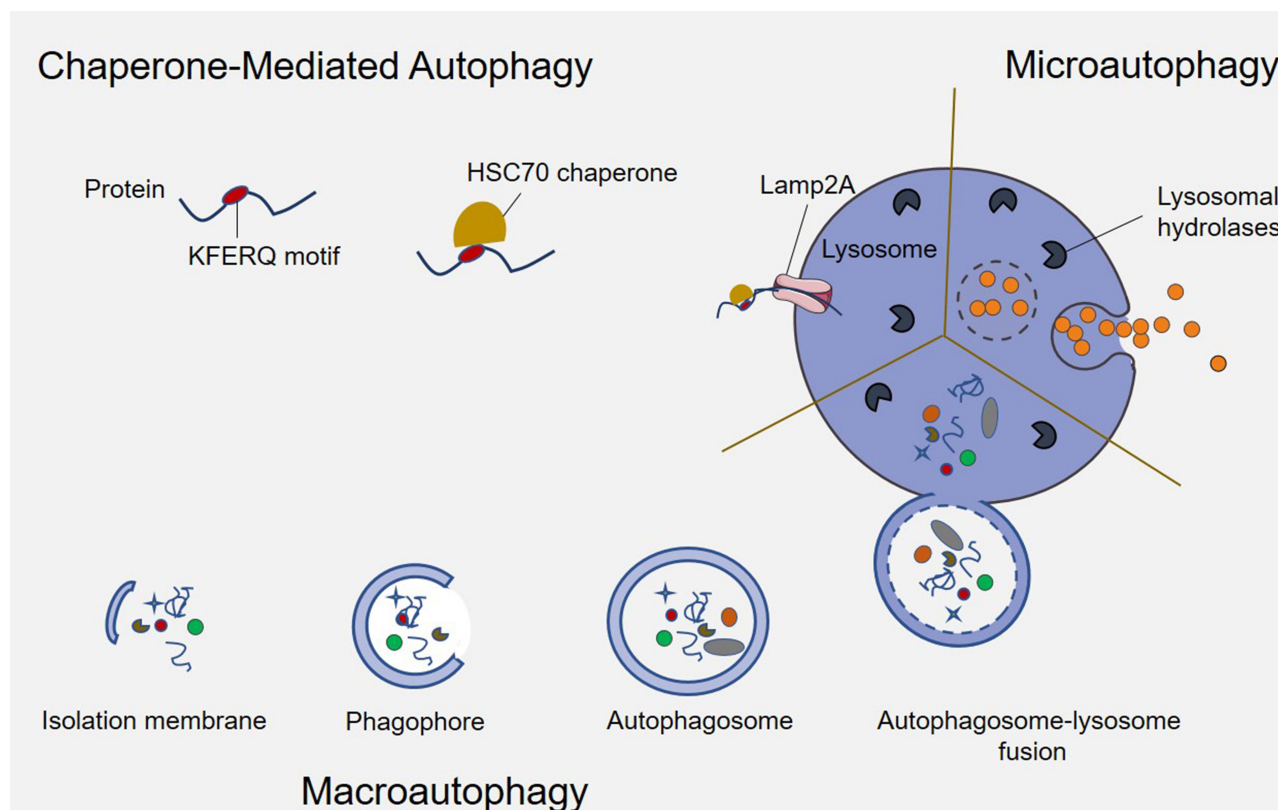 Chaperone-Mediated Autophagy
Microautophagy
Protein
KFERQ motif
HSC70 chaperone
Lamp2A
Lysosome
Lysosomal
hydrolases
Isolation membrane
Phagophore
Autophagosome
Autophagosome-lysosome
fusion
Macroautophagy